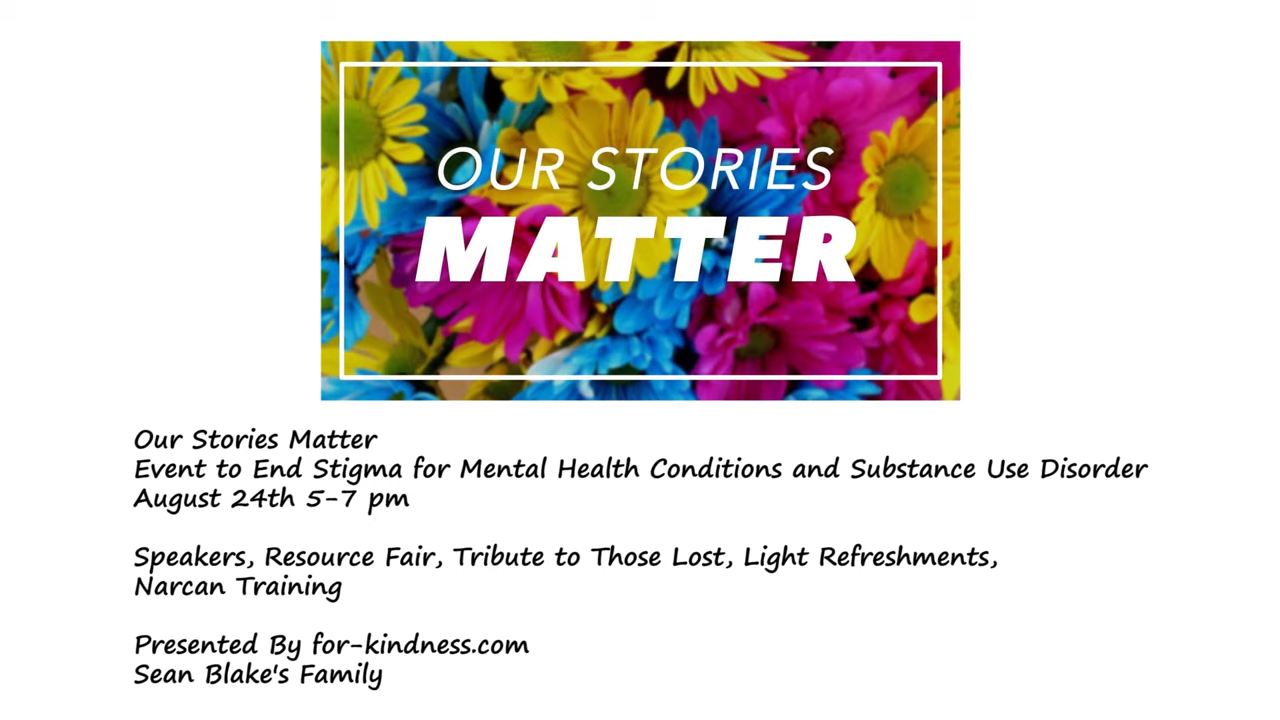 OUR STORIES
MATTER
Our Stories Matter
Event to End Stigma for Mental Health Conditions and Substance Use Disorder
August 24th 5-7 pm
Speakers, Resource Fair, Tribute to Those Lost, Light Refreshments,
Narcan Training
Presented By for-kindness.com
Sean Blake's Family